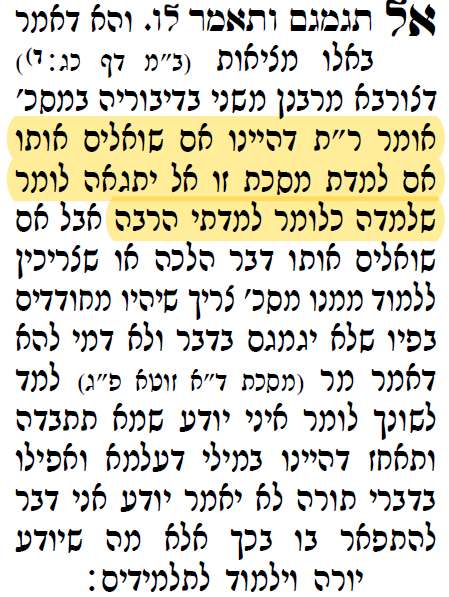 אל תגמגם ותאמר לו. והא דאמר
באלו מציאות (ב״מ דף כג: ד))
דצורבא מרבנן משני בדיבוריה במסכ׳
אומר ר״ת דהיינו אם שואלים אותו
אם למדת מסכת זו אל יתגאה לומר
שלמדה כלומר למדתי הרבה אבל אם
שואלים אותו דבר הלכה או שצריכין
ללמוד ממנו מסכ׳ צריך שיהיו מחודדים
בפיו שלא יגמגם בדבר ולא דמי להא
דאמר מר (מסכת ד״א זוטא פ״ג) למד
לשונך לומר איני יודע שמא תתבדה
ותאחז דהיינו במילי דעלמא ואפילו
בדברי תורה לא יאמר יודע אני דבר
להתפאר בו בכך אלא מה שיודע
יורה וילמוד לתלמידים: